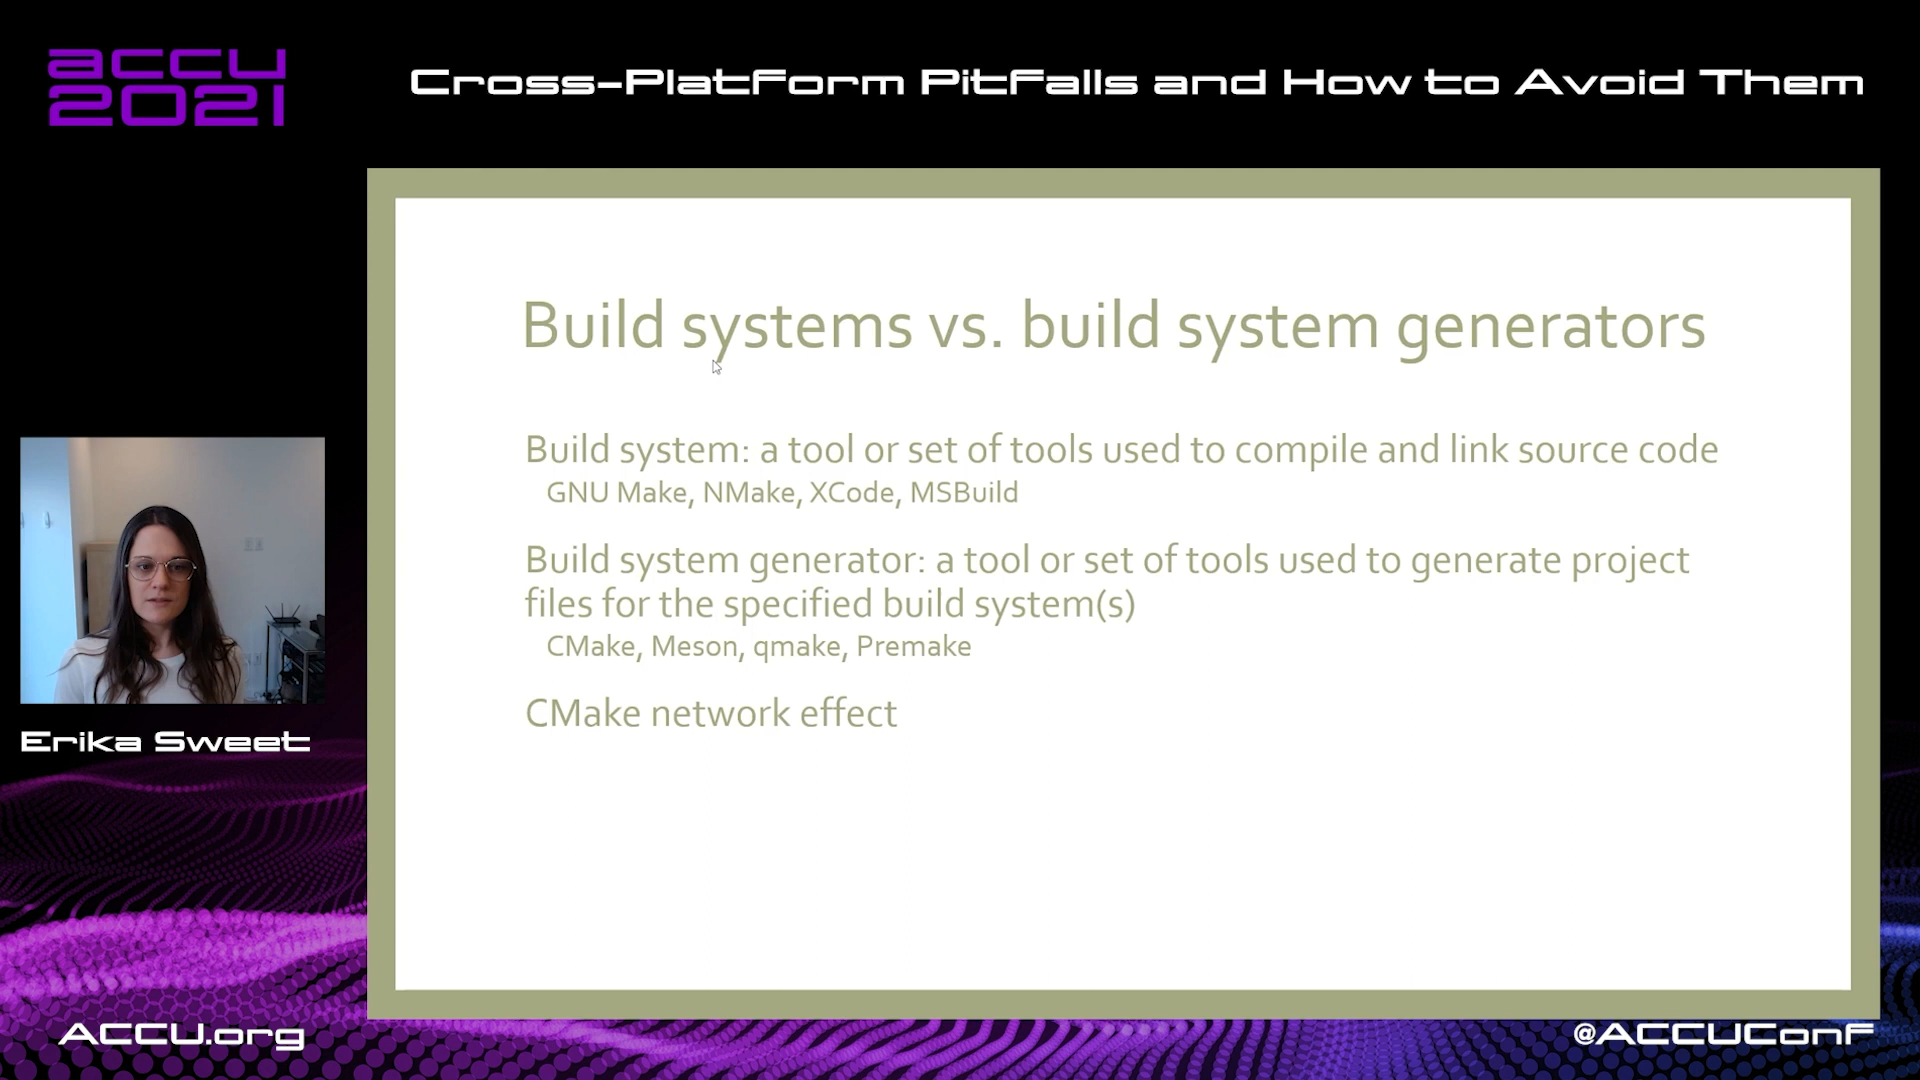 accu
2021
Cross-Platform Pitfalls and How to Avoid Them
Build systems vs. build system generators
Build system: a tool or set of tools used to compile and link source code
GNU Make, NMake, XCode, MSBuild
Build system generator: a tool or set of tools used to generate project
files for the specified build system(s)
CMake, Meson, qmake, Premake
CMake network effect
Erika Sweet
ACCU.org
@ACCUConf